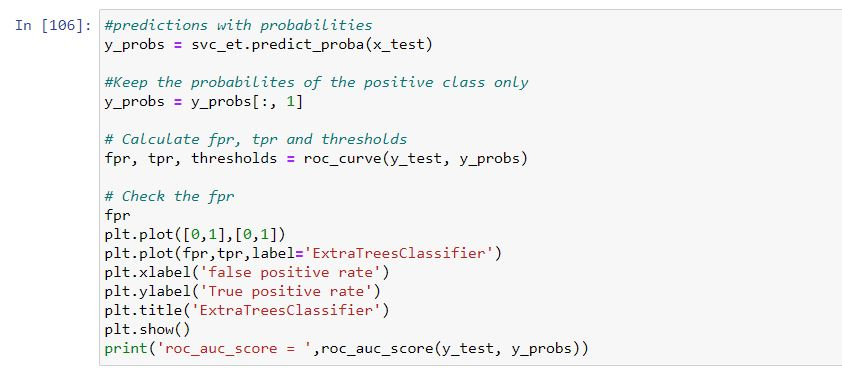 In [106]: #predictions with probabilities
y_probs = svc_et.predict_proba(x_test)
#Keep the probabilites of the positive class only
y_probs = y_probs[:, 1]
# Calculate fpr, tpr and thresholds
fpr, tpr, thresholds = roc_curve(y_test, y_probs)
# Check the fpr
fpr
plt.plot([0,1],[0,1])
plt.plot(fpr,tpr,label='ExtraTreesClassifier')
plt.xlabel('false positive rate')
plt.ylabel('True positive rate')
plt.title('ExtraTreesClassifier')
plt.show()
print('roc_auc_score = ',roc_auc_score(y_test, y_probs))